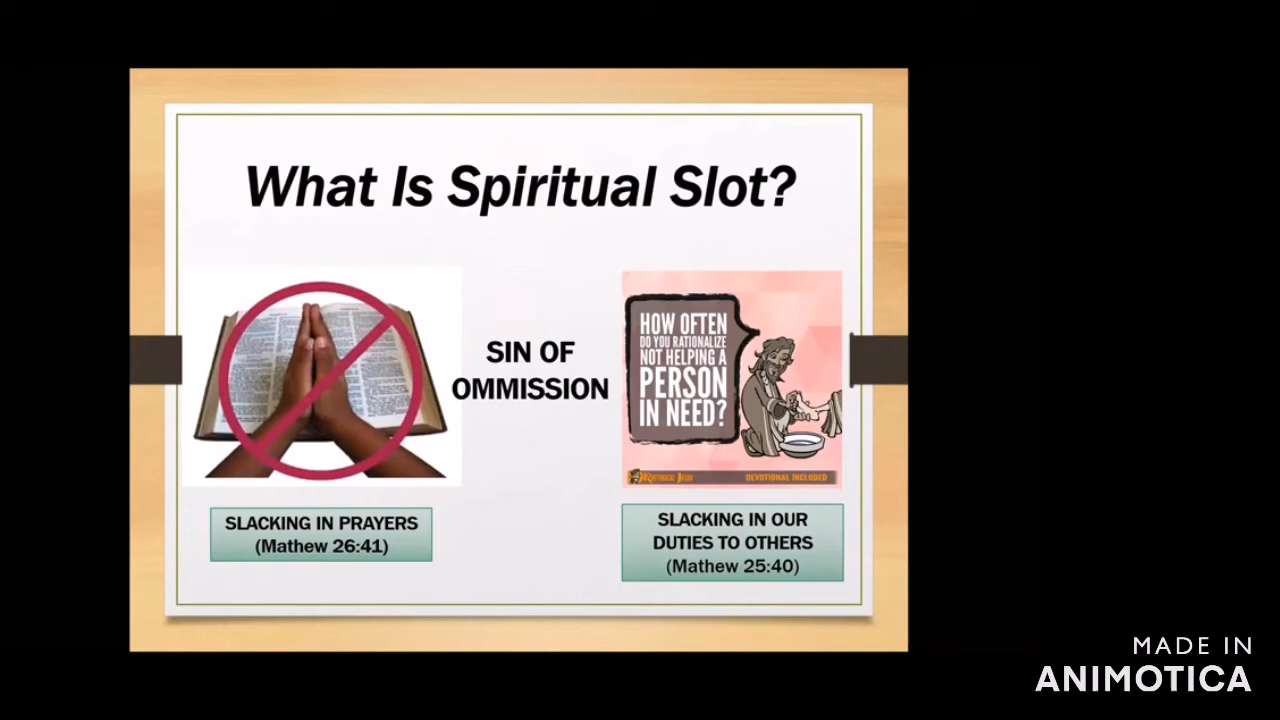 What Is Spiritual Slot?
SIN OF
OMMISSION
HOW OFTEN
DO YOU RATIONALIZE
NOT HELPING A
PERSON
IN NEED?
DEVOTIONAL INCLUDED
SLACKING IN PRAYERS
(Mathew 26:41)
SLACKING IN OUR
DUTIES TO OTHERS
(Mathew 25:40)
MADE IN
ANIMOTICA